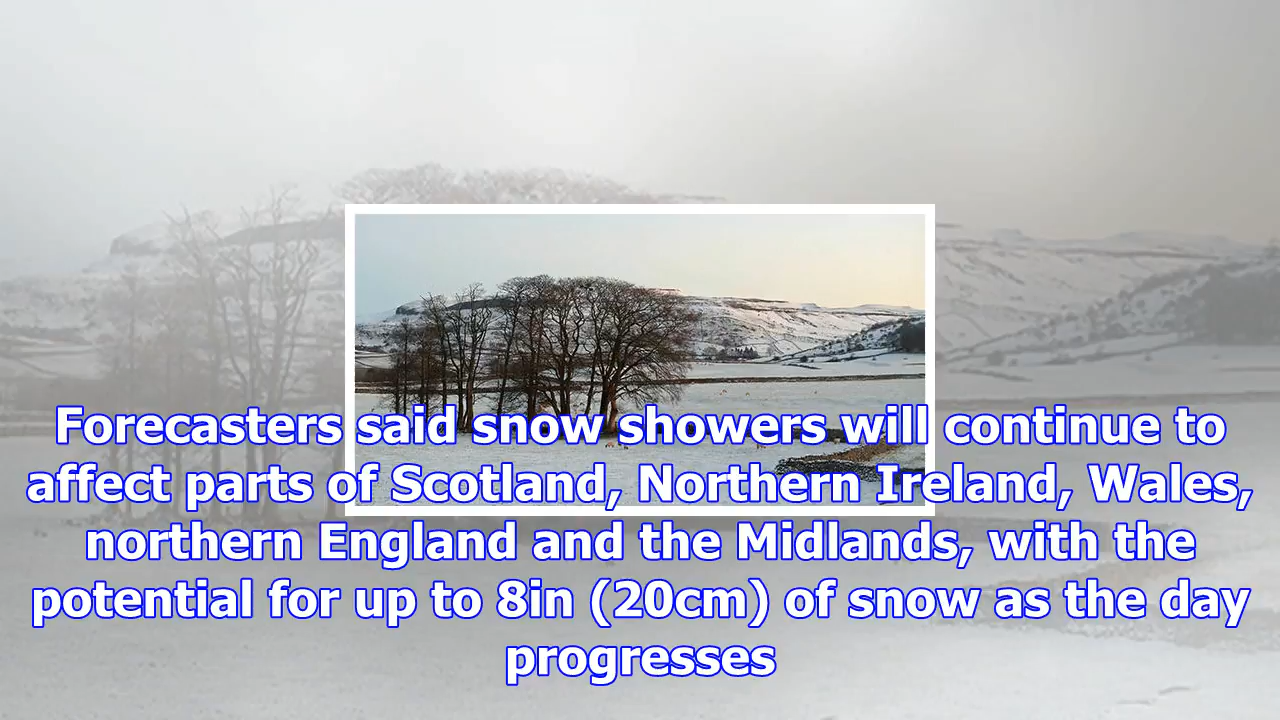 Forecasters said snow showers will continue to
affect parts of Scotland, Northern Ireland, Wales,
northern England and the Midlands, with the
potential for up to 8in (20cm) of snow as the day
progresses